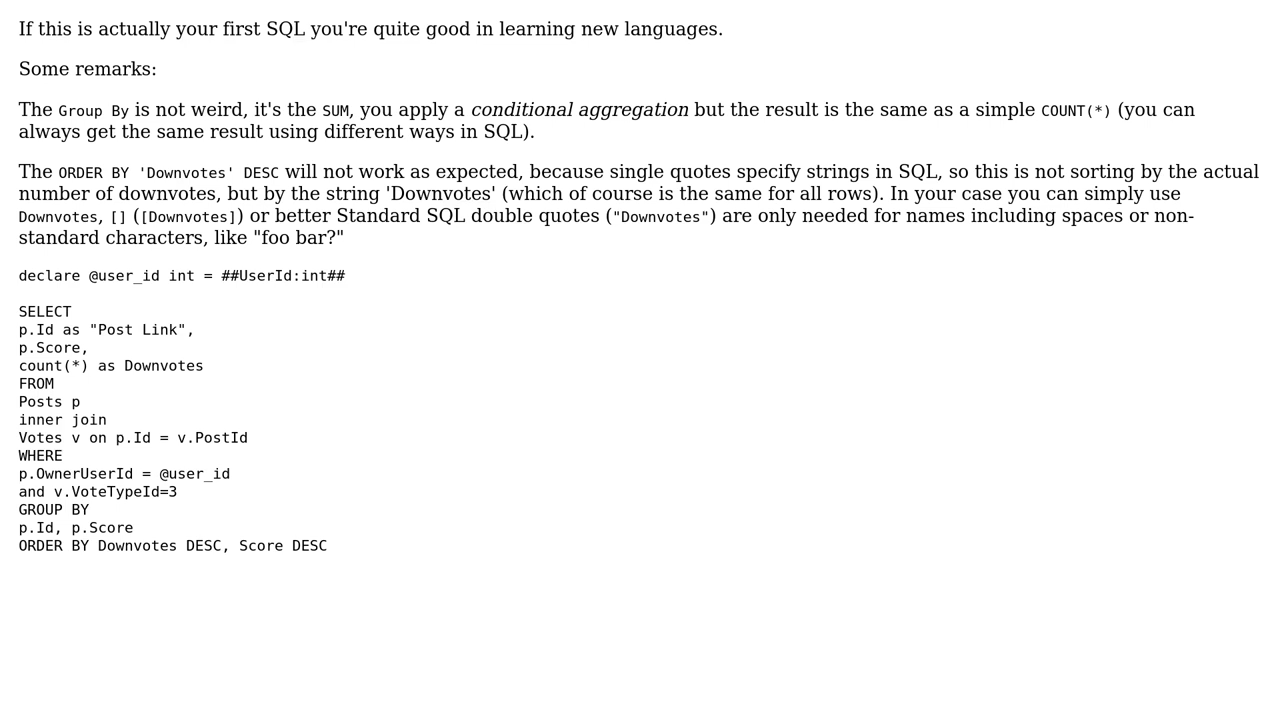 If this is actually your first SQL you're quite good in learning new languages.
Some remarks:
The Group By is not weird, it's the SUM, you apply a conditional aggregation but the result is the same as a simple COUNT(*) (you can
always get the same result using different ways in SQL).
The ORDER BY 'Downvotes' DESC will not work as expected, because single quotes specify strings in SQL, so this is not sorting by the actual
number of downvotes, but by the string 'Downvotes' (which of course is the same for all rows). In your case you can simply use
Downvotes, [] ([Downvotes]) or better Standard SQL double quotes ("Downvotes") are only needed for names including spaces or non-
standard characters, like "foo bar?"
declare @user_id int = ##UserId:int##
SELECT
p.Id as "Post Link",
p.Score,
count(*) as Downvotes
FROM
Posts p
inner join
Votes v on p.Id = v.PostId
WHERE
p.OwnerUserId = @user_id
and v.VoteTypeId=3
GROUP BY
p.Id, p.Score
ORDER BY Downvotes DESC, Score DESC